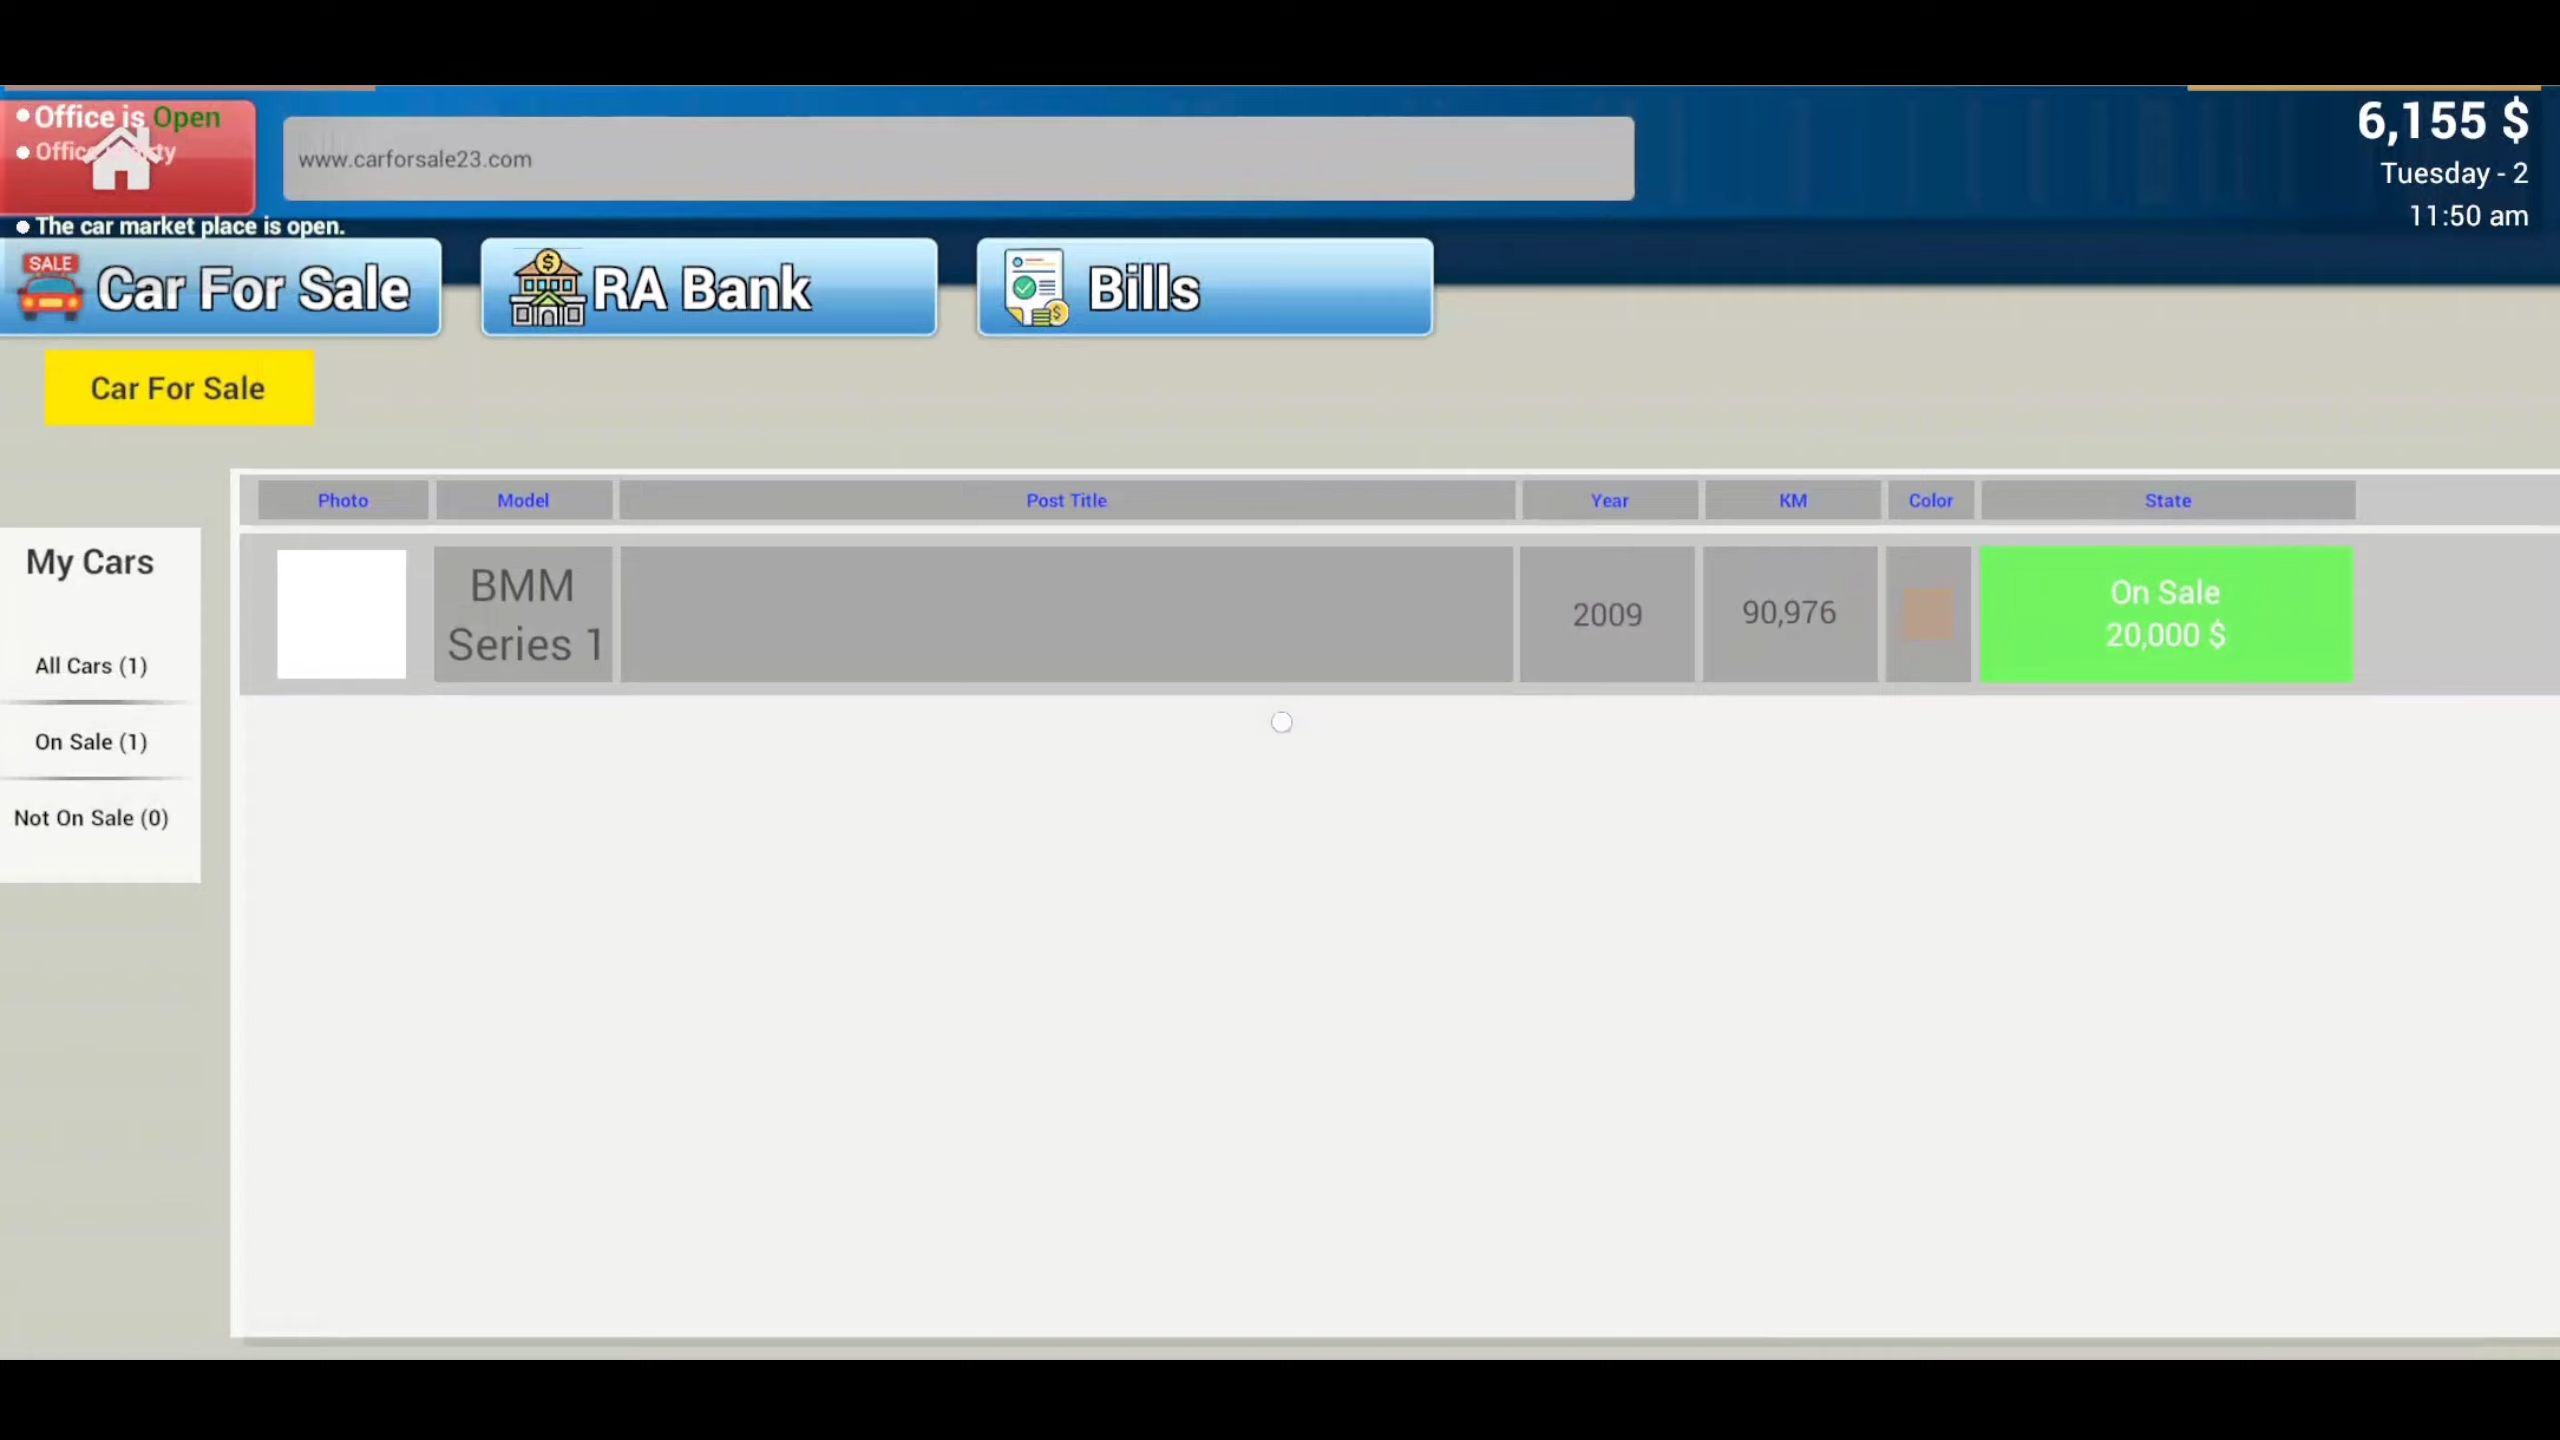 Office is Open
6,155 $
www.carforsale23.com
Tuesday - 2
11:50 am
The car market place is open.
SALE
Car For Sale
RA Bank
Bills
Car For Sale
Photo
Model
Post Title
Year
KM
Color
State
My Cars
All Cars (1)
On Sale (1)
Not On Sale (0)
BMM
Series 1
2009
90,976
On Sale
20,000 $